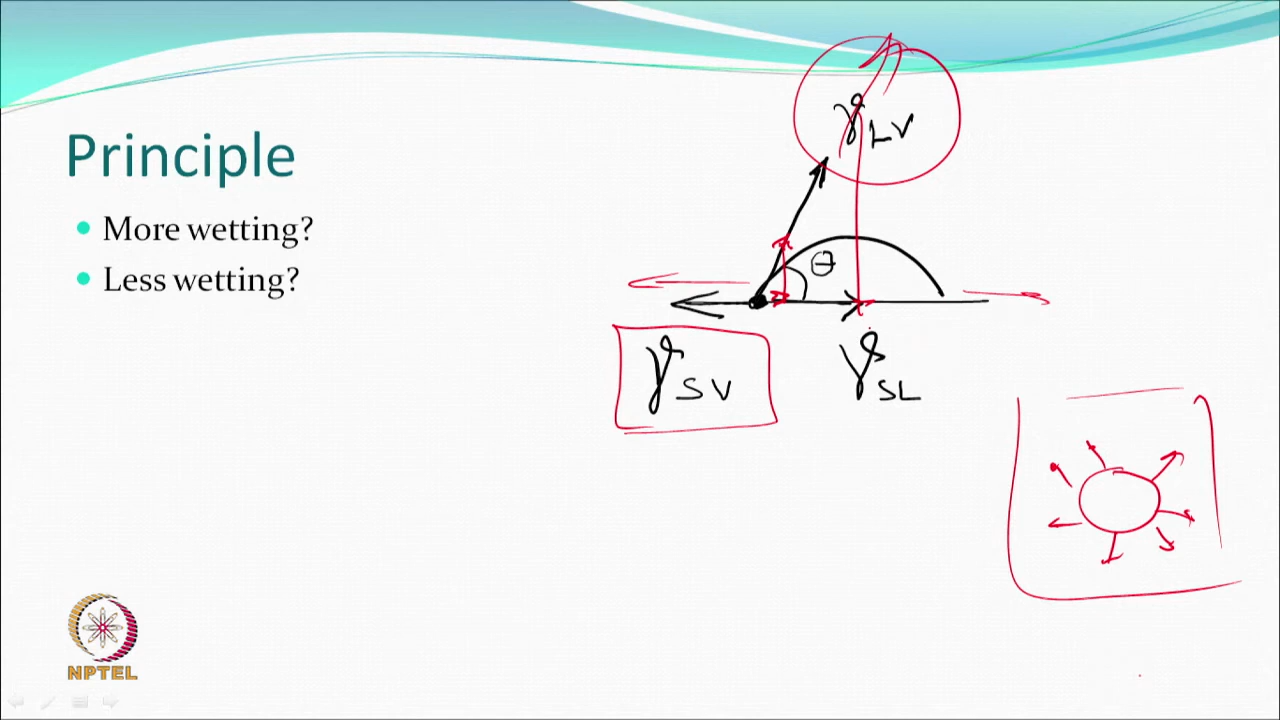 Principle
More wetting?
Less wetting?
γLV
θ
γSV
γSL
NPTEL